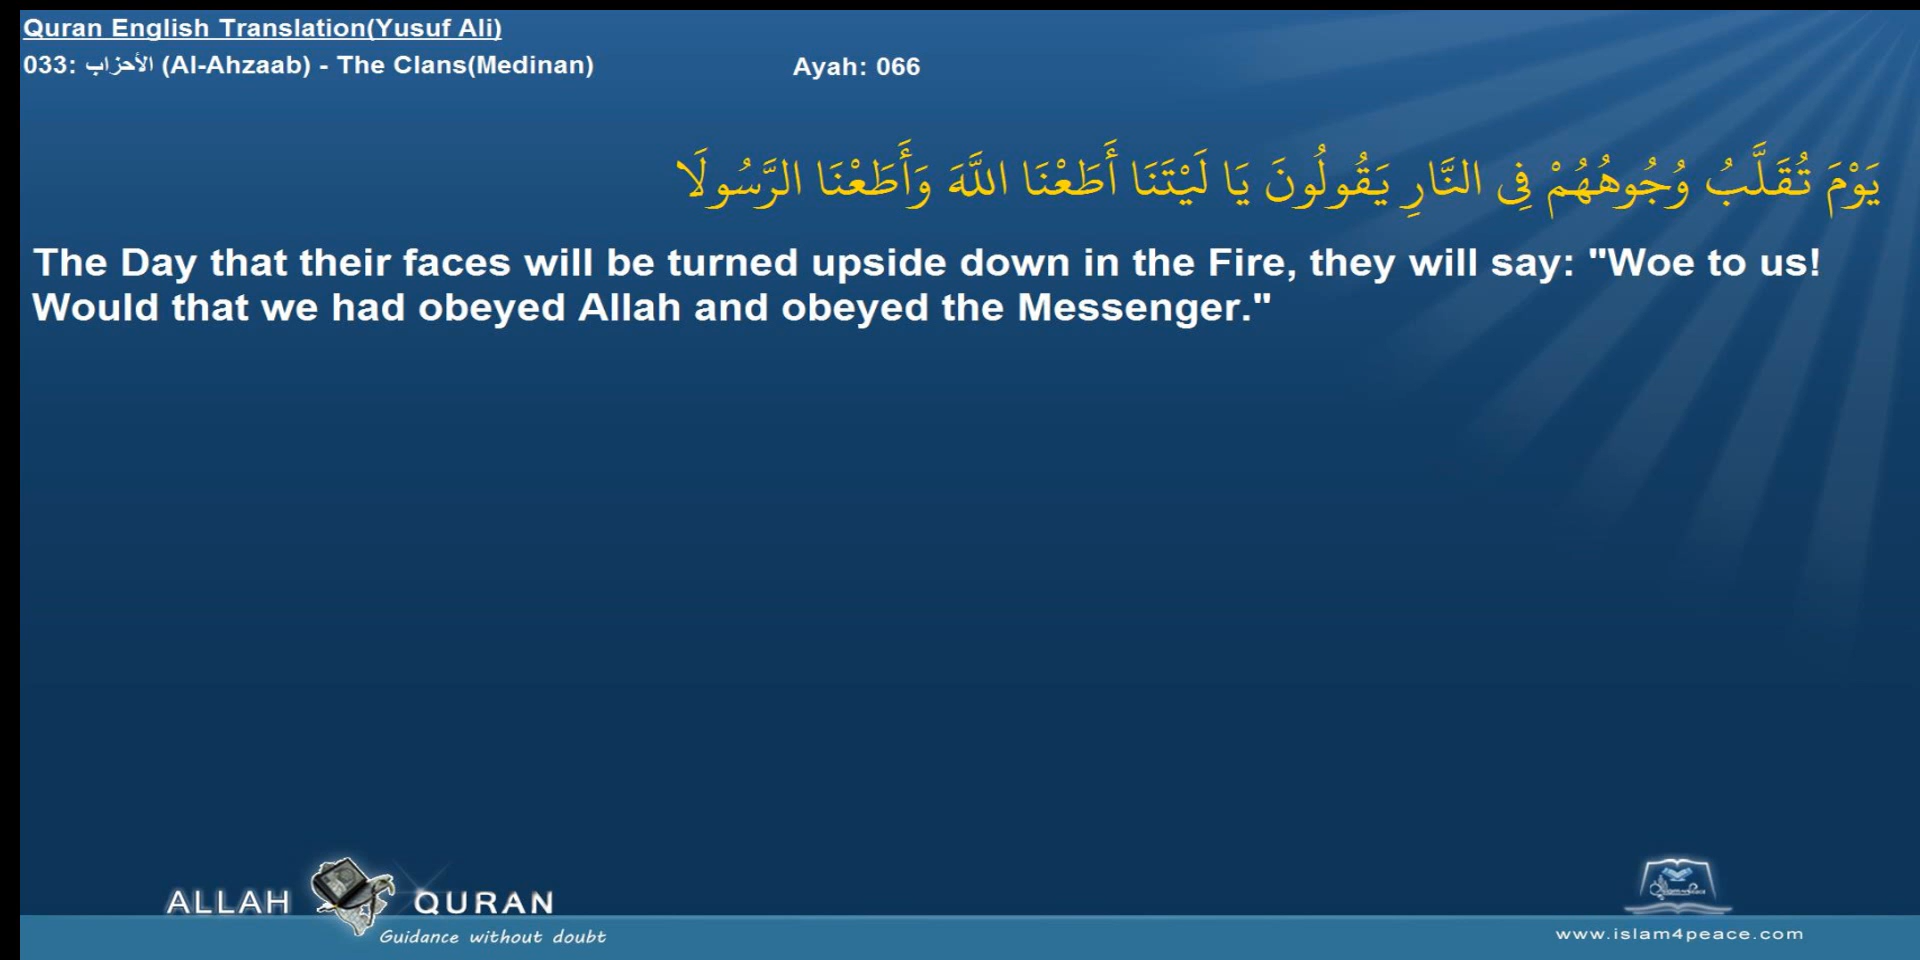 Quran English Translation(Yusuf Ali)
033: الأحزاب (Al-Ahzaab) - The Clans(Medinan) Ayah: 066
يَوْمَ تُقَلَّبُ وُجُوهُهُمْ فِى النَّارِ يَقُولُونَ يَا لَيْتَنَا أَطَعْنَا اللَّهَ وَأَطَعْنَا الرَّسُولَا
The Day that their faces will be turned upside down in the Fire, they will say: "Woe to us!
Would that we had obeyed Allah and obeyed the Messenger."
ALLAH QURAN
Guidance without doubt
www.islam4peace.com